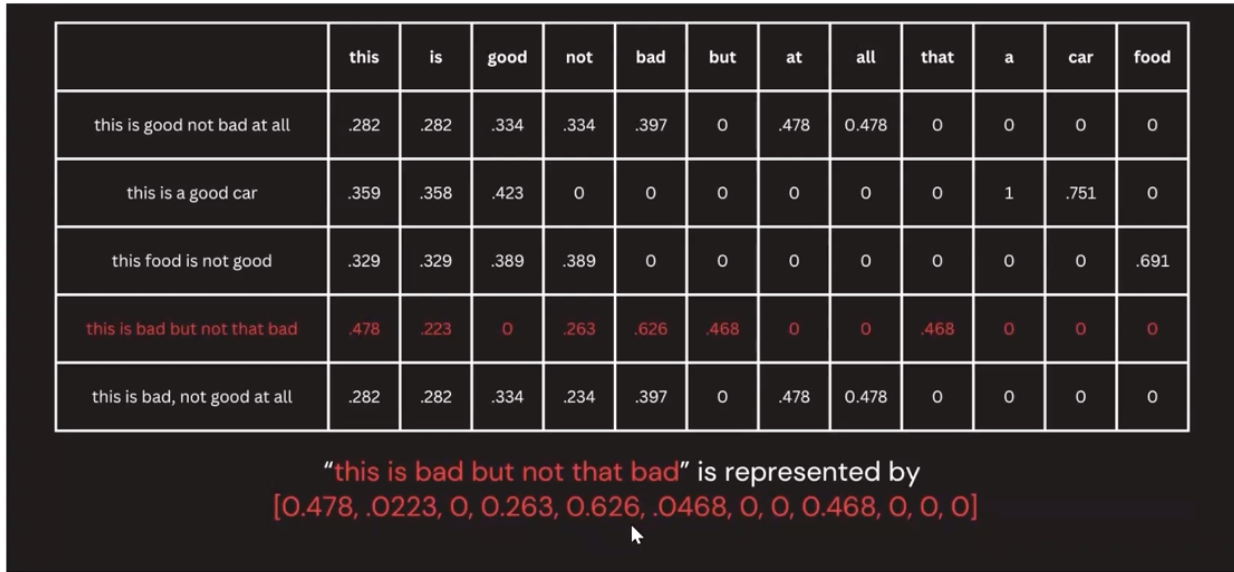 this is good not bad but at all that a car food
this is good not bad at all .282 .282 .334 .334 .397 0 .478 0.478 0 0 0 0
this is a good car .359 .358 .423 0 0 0 0 0 0 1 .751 0
this food is not good .329 .329 .389 .389 0 0 0 0 0 0 0 .691
this is bad but not that bad .478 .223 0 .263 .626 .468 0 0 .468 0 0 0
this is bad, not good at all .282 .282 .334 .234 .397 0 .478 0.478 0 0 0 0
“this is bad but not that bad” is represented by
[0.478, .0223, 0, 0.263, 0.626, .0468, 0, 0, 0.468, 0, 0, 0]